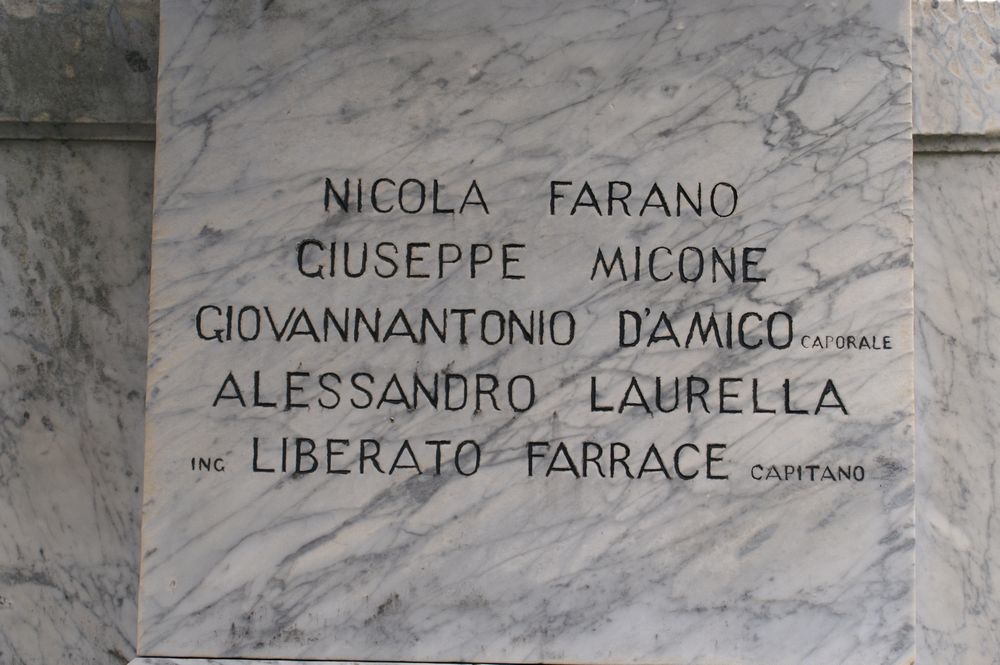 NICOLA FARANO
GIUSEPPE MICONE
GIOVANNANTONIO D'AMICO CAPORALE
ALESSANDRO LAURELLA
ING LIBERATO FARRACE CAPITANO